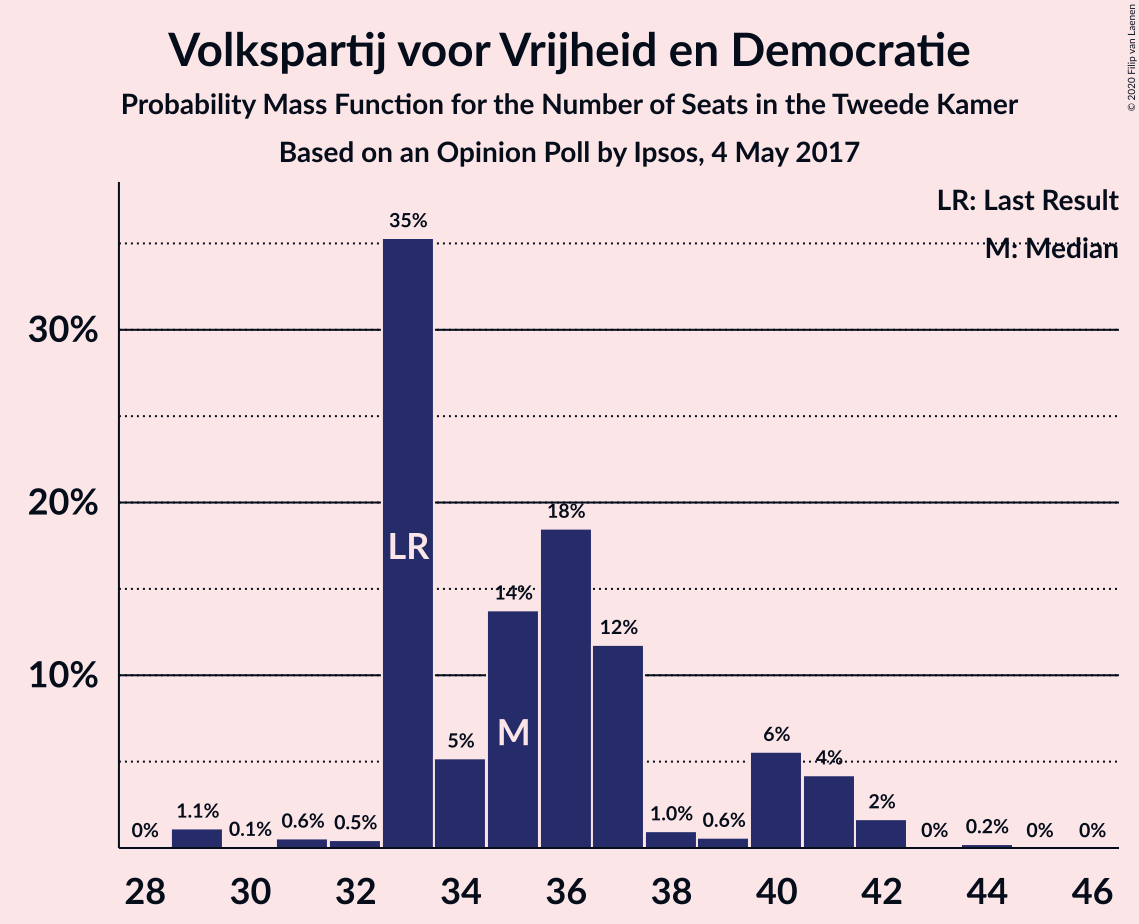 Volkspartij voor Vrijheid en Democratie
Probability Mass Function for the Number of Seats in the Tweede Kamer
Based on an Opinion Poll by Ipsos, 4 May 2017
© 2020 Filip van Laenen
LR: Last Result
M: Median
30%
20%
10%
0%
1.1%
0.1%
0.6%
0.5%
35%
LR
5%
14%
M
18%
12%
1.0%
0.6%
6%
4%
2%
0%
0.2%
0%
0%
28 30 32 34 36 38 40 42 44 46